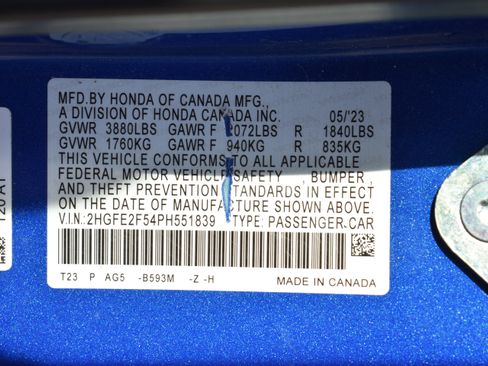 MFD.BY HONDA OF CANADA MFG.,
A DIVISION OF HONDA CANADA INC. 05/'23
GVWR 3880LBS GAWR F 2072LBS R 1840LBS
GVWR 1760KG GAWR F 940KG R 835KG
THIS VEHICLE CONFORMS TO ALL APPLICABLE
FEDERAL MOTOR VEHICLE SAFETY, BUMPER,
AND THEFT PREVENTION STANDARDS IN EFFECT
ON THE DATE OF MANUFACTURE SHOWN ABOVE.
V.I.N: 2HGFE2F54PH551839 TYPE: PASSENGER CAR
T23 P AG5 -B593M -Z -H MADE IN CANADA